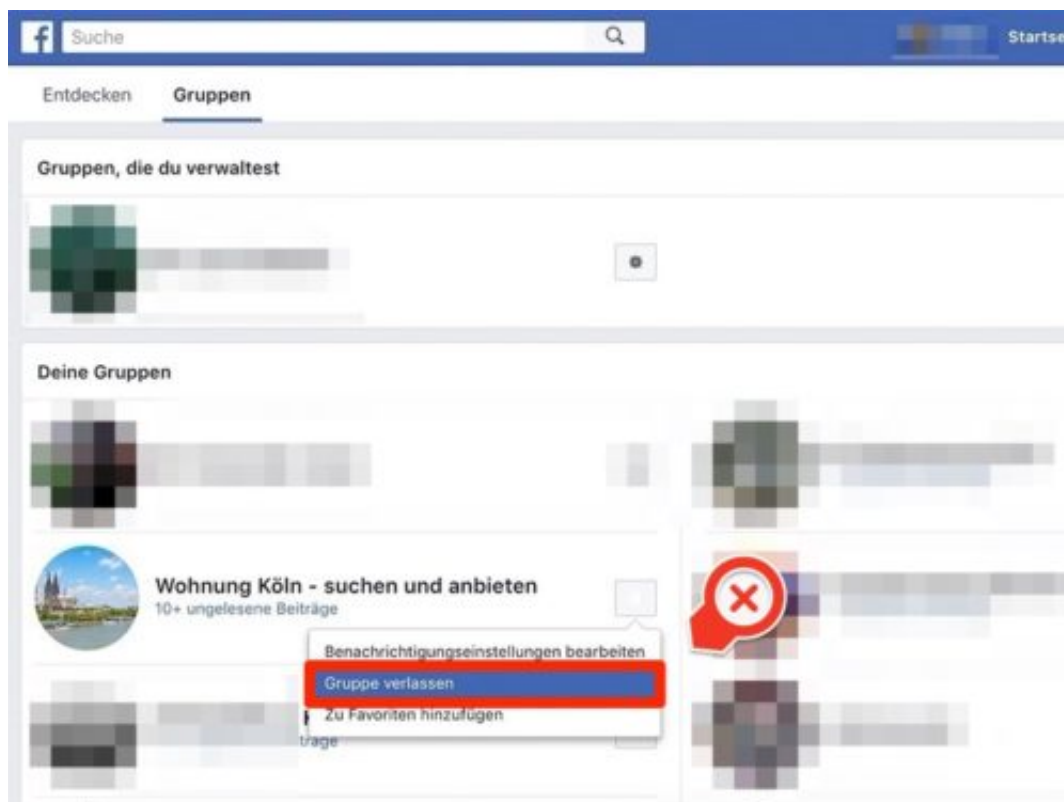 f
Suche
Startse
Entdecken Gruppen
Gruppen, die du verwaltest
Deine Gruppen
Wohnung Köln - suchen und anbieten
10+ ungelesene Beiträge
Benachrichtigungseinstellungen bearbeiten
Gruppe verlassen
Zu Favoriten hinzufügen
träge